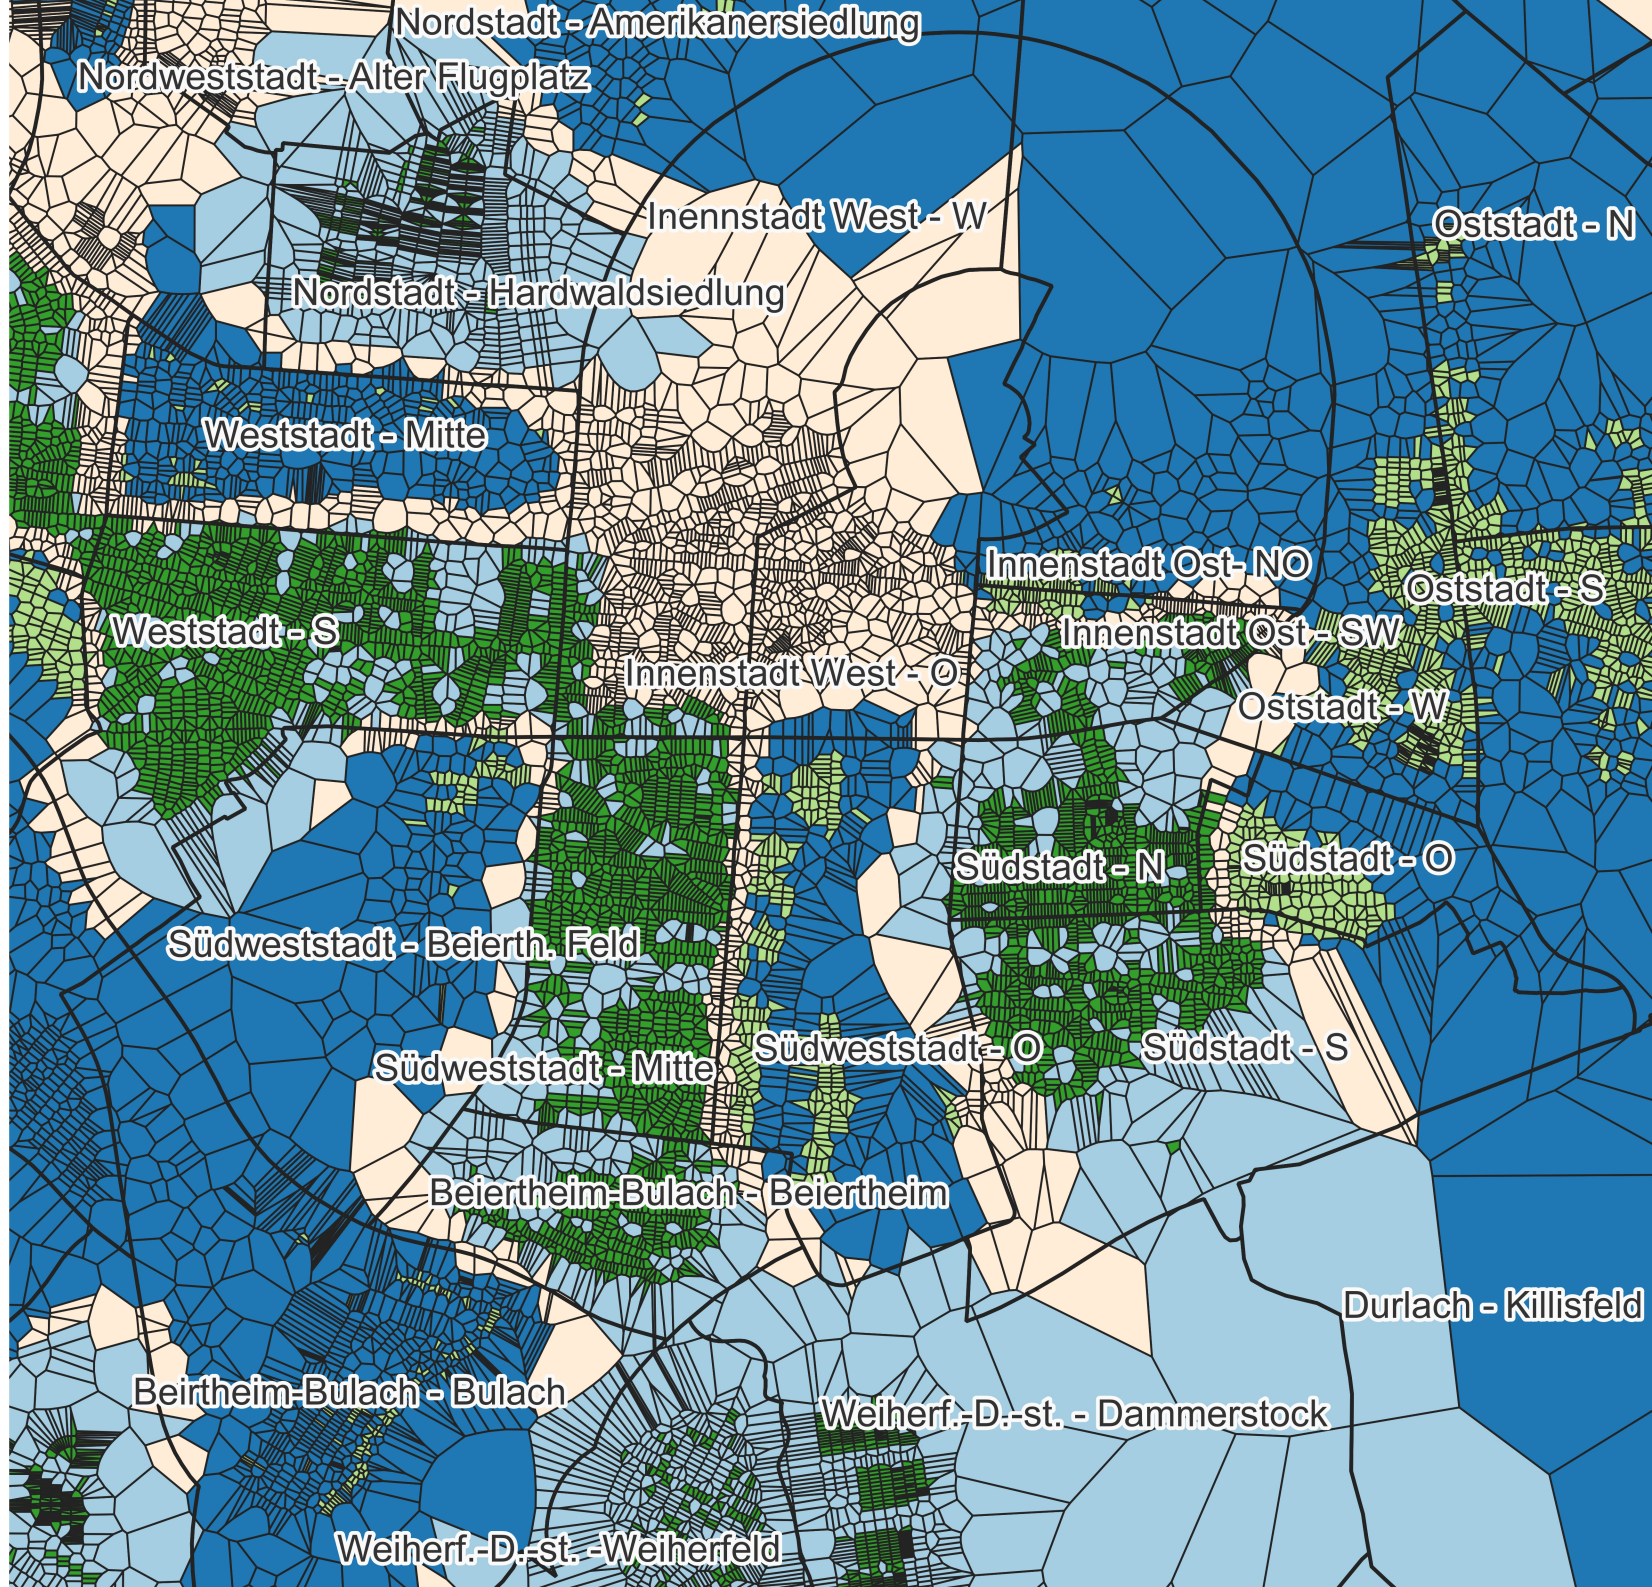 Nordstadt - Amerikanersiedlung
Nordweststadt - Alter Flugplatz
Inennstadt West - W
Oststadt - N
Nordstadt - Hardwaldsiedlung
Weststadt - Mitte
Innenstadt Ost- NO
Oststadt - S
Weststadt - S
Innenstadt Ost - SW
Innenstadt West - O
Oststadt - W
Südstadt - N
Südstadt - O
Südweststadt - Beierth. Feld
Südweststadt - Mitte
Südweststadt - O
Südstadt - S
Beiertheim-Bulach - Beiertheim
Durlach - Killisfeld
Beirtheim-Bulach - Bulach
Weiherf.-D.-st. - Dammerstock
Weiherf.-D.-st. -Weiherfeld